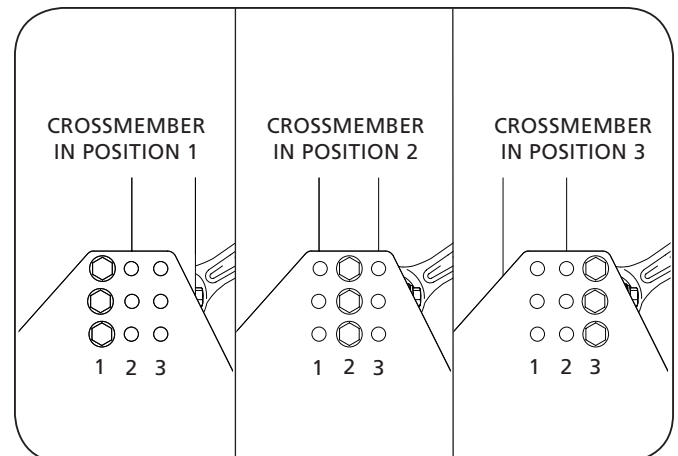 CROSSMEMBER
IN POSITION 1
1 2 3
CROSSMEMBER
IN POSITION 2
1 2 3
CROSSMEMBER
IN POSITION 3
1 2 3